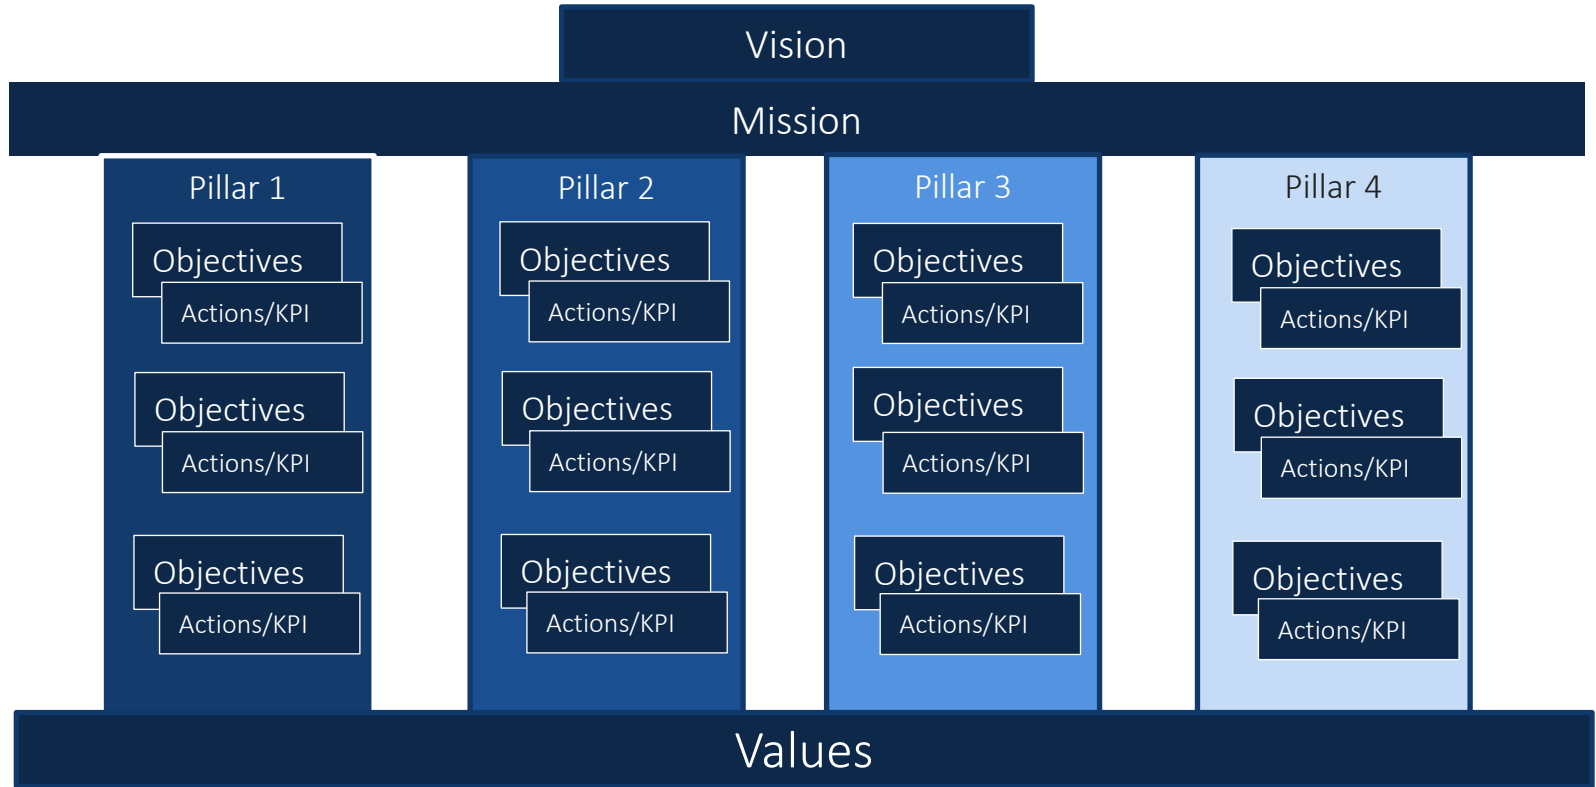 Vision
Mission
Pillar 1
Objectives
Actions/KPI
Objectives
Actions/KPI
Objectives
Actions/KPI
Pillar 2
Objectives
Actions/KPI
Objectives
Actions/KPI
Objectives
Actions/KPI
Pillar 3
Objectives
Actions/KPI
Objectives
Actions/KPI
Objectives
Actions/KPI
Pillar 4
Objectives
Actions/KPI
Objectives
Actions/KPI
Objectives
Actions/KPI
Values